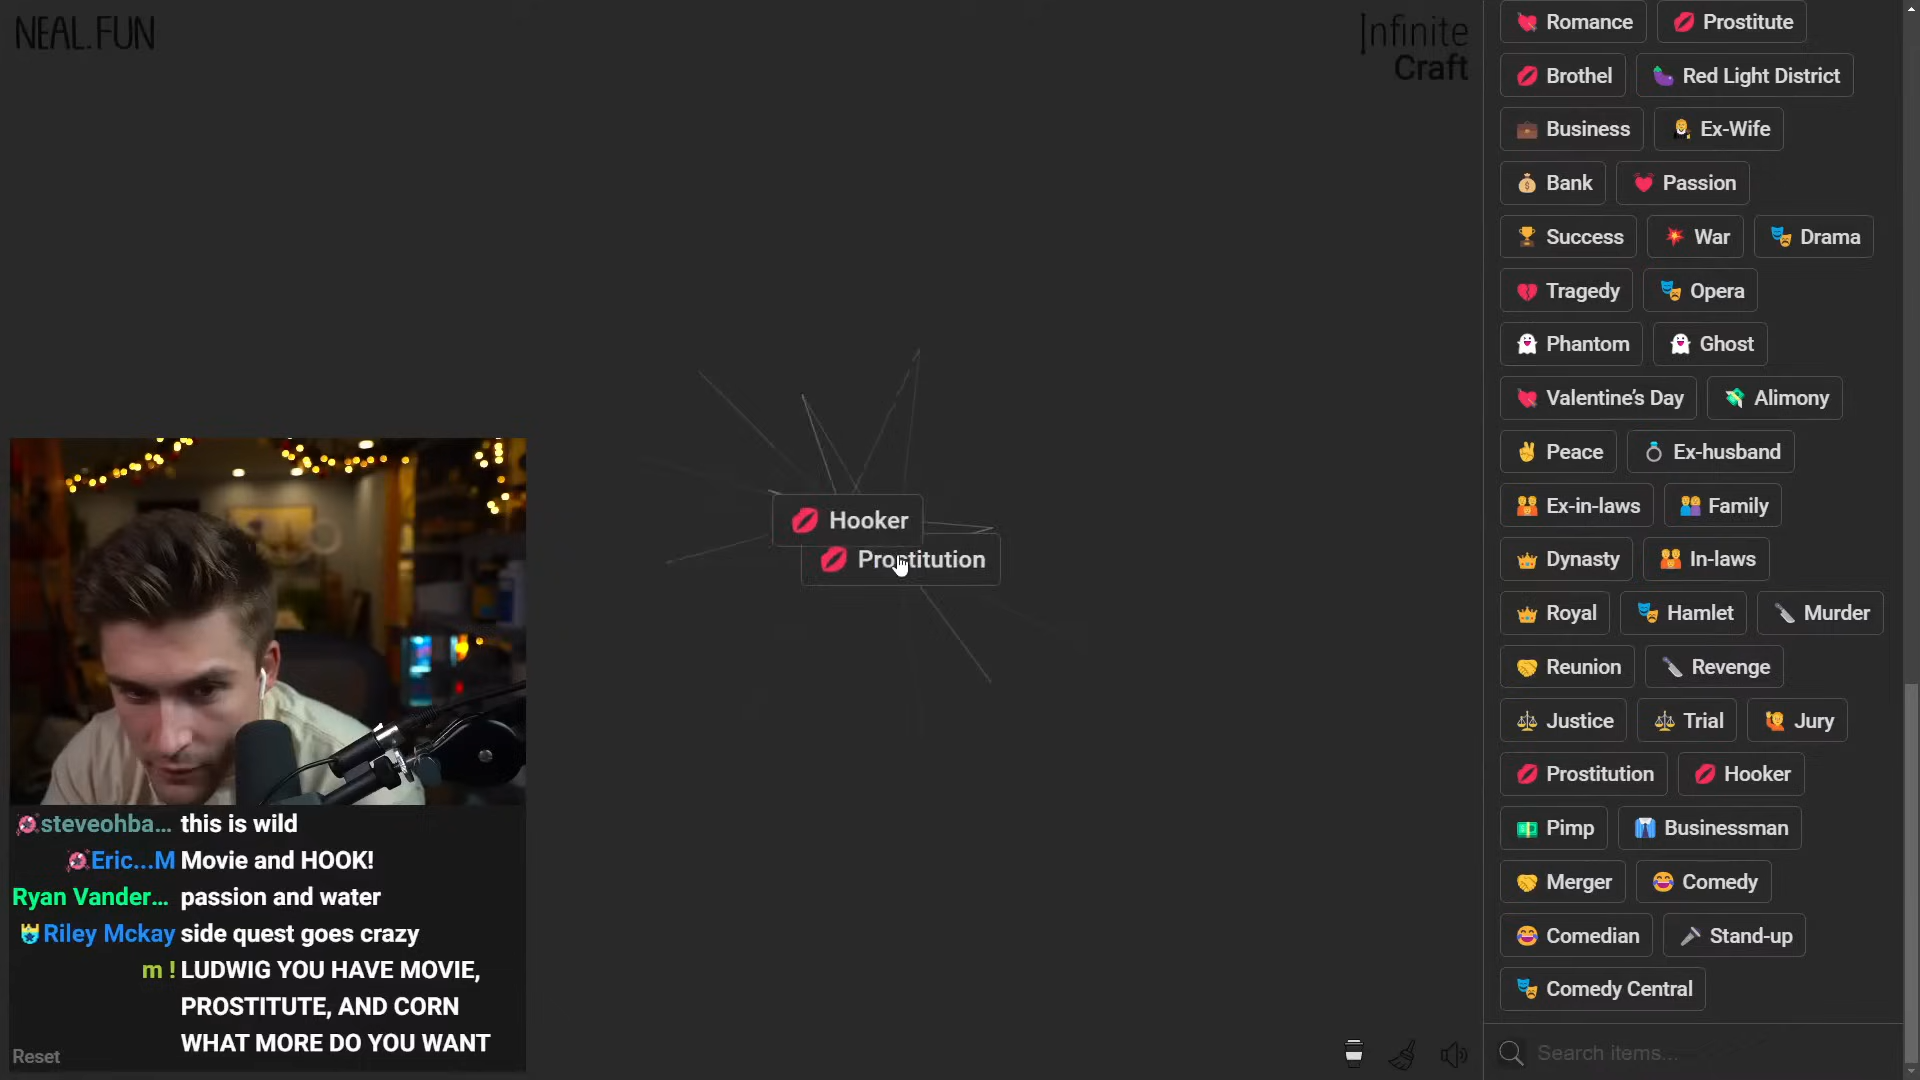 NEAL.FUN
Infinite
Craft
Romance Prostitute
Brothel Red Light District
Business Ex-Wife
Bank Passion
Success War Drama
Tragedy Opera
Phantom Ghost
Valentine’s Day Alimony
Peace Ex-husband
Ex-in-laws Family
Dynasty In-laws
Royal Hamlet Murder
Reunion Revenge
Justice Trial Jury
Prostitution Hooker
Pimp Businessman
Merger Comedy
Comedian Stand-up
Comedy Central
Search items...
Hooker
Prostitution
steveohba... this is wild
Eric...M Movie and HOOK!
Ryan Vander... passion and water
Riley Mckay side quest goes crazy
m ! LUDWIG YOU HAVE MOVIE,
PROSTITUTE, AND CORN
WHAT MORE DO YOU WANT
Reset